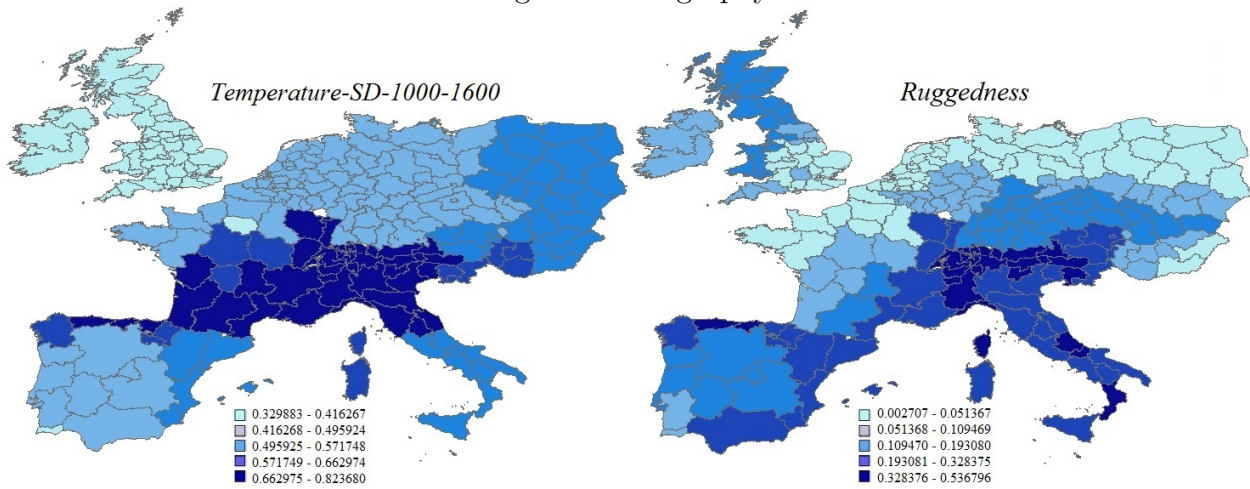 Temperature-SD-1000-1600
0.329883 - 0.416267
0.416268 - 0.495924
0.495925 - 0.571748
0.571749 - 0.662974
0.662975 - 0.823680
Ruggedness
0.002707 - 0.051367
0.051368 - 0.109469
0.109470 - 0.193080
0.193081 - 0.328375
0.328376 - 0.536796